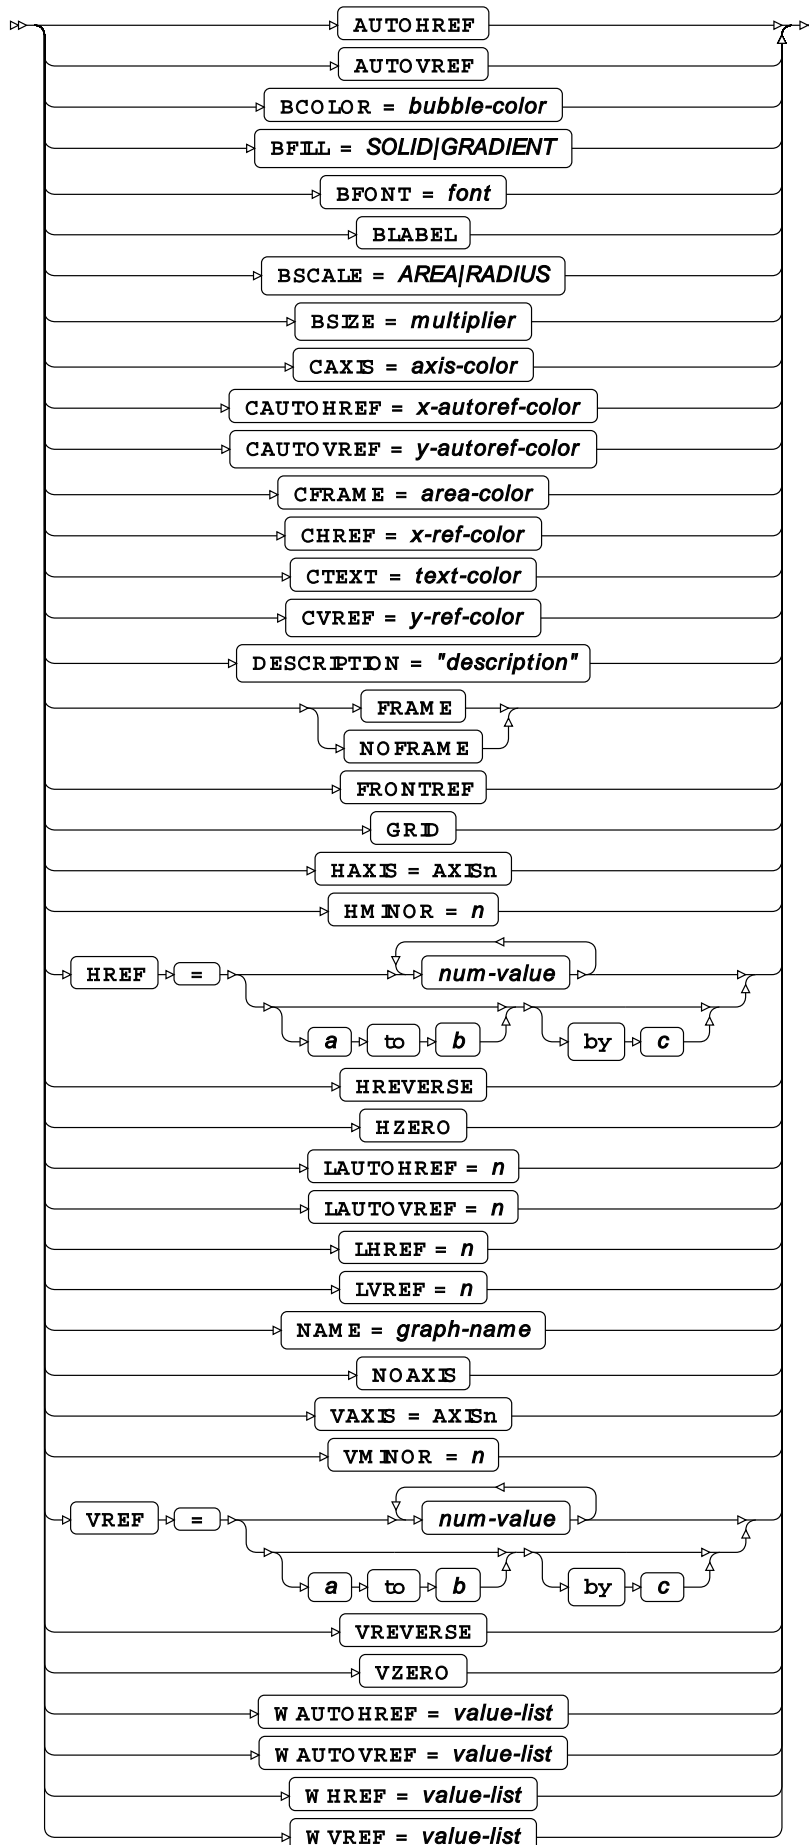 AUTOHREF
AUTOVREF
BCOLOR = bubble-color
BFILL = SOLID|GRADIENT
BFONT = font
BLABEL
BSCALE = AREA|RADIUS
BSIZE = multiplier
CAXIS = axis-color
CAUTOHREF = x-autoref-color
CAUTOVREF = y-autoref-color
CFRAME = area-color
CHREF = x-ref-color
CTEXT = text-color
CVREF = y-ref-color
DESCRIPTION = "description"
FRAME
NOFRAME
FRONTREF
GRID
HAXIS = AXISn
HMINOR = n
HREF = num-value
a to b by c
HREVERSE
HZERO
LAUTOHREF = n
LAUTOVREF = n
LHREF = n
LVREF = n
NAME = graph-name
NOAXIS
VAXIS = AXISn
VMINOR = n
VREF = num-value
a to b by c
VREVERSE
VZERO
WAUTOHREF = value-list
WAUTOVREF = value-list
WHREF = value-list
WVREF = value-list